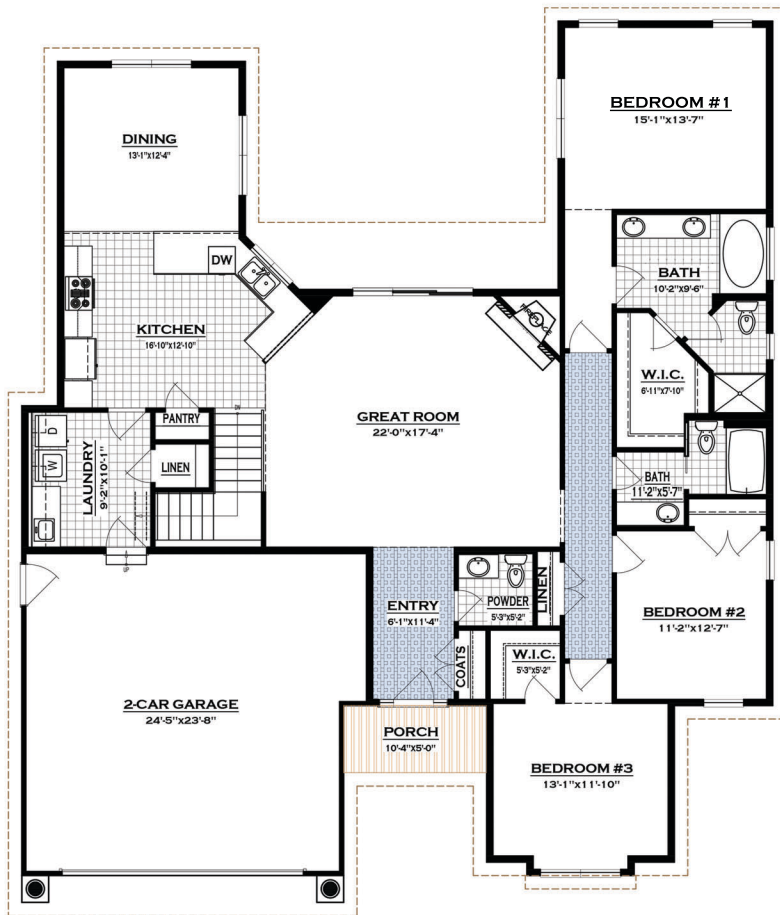 BEDROOM #1
15'-1"x13'-7"
DINING
13'-1"x12'-4"
DW
BATH
10'-2"x9'-6"
KITCHEN
16'-10"x12'-10"
FIREPLACE
W.I.C.
6'-11"x7'-10"
PANTRY
GREAT ROOM
22'-0"x17'-4"
D
W
LAUNDRY
9'-2"x10'-1"
LINEN
BATH
11'-2"x5'-7"
UP
ENTRY
6'-1"x11'-4"
POWDER
5'-3"x5'-2"
LINEN
BEDROOM #2
11'-2"x12'-7"
COATS
W.I.C.
5'-3"x5'-2"
2-CAR GARAGE
24'-5"x23'-8"
PORCH
10'-4"x5'-0"
BEDROOM #3
13'-1"x11'-10"